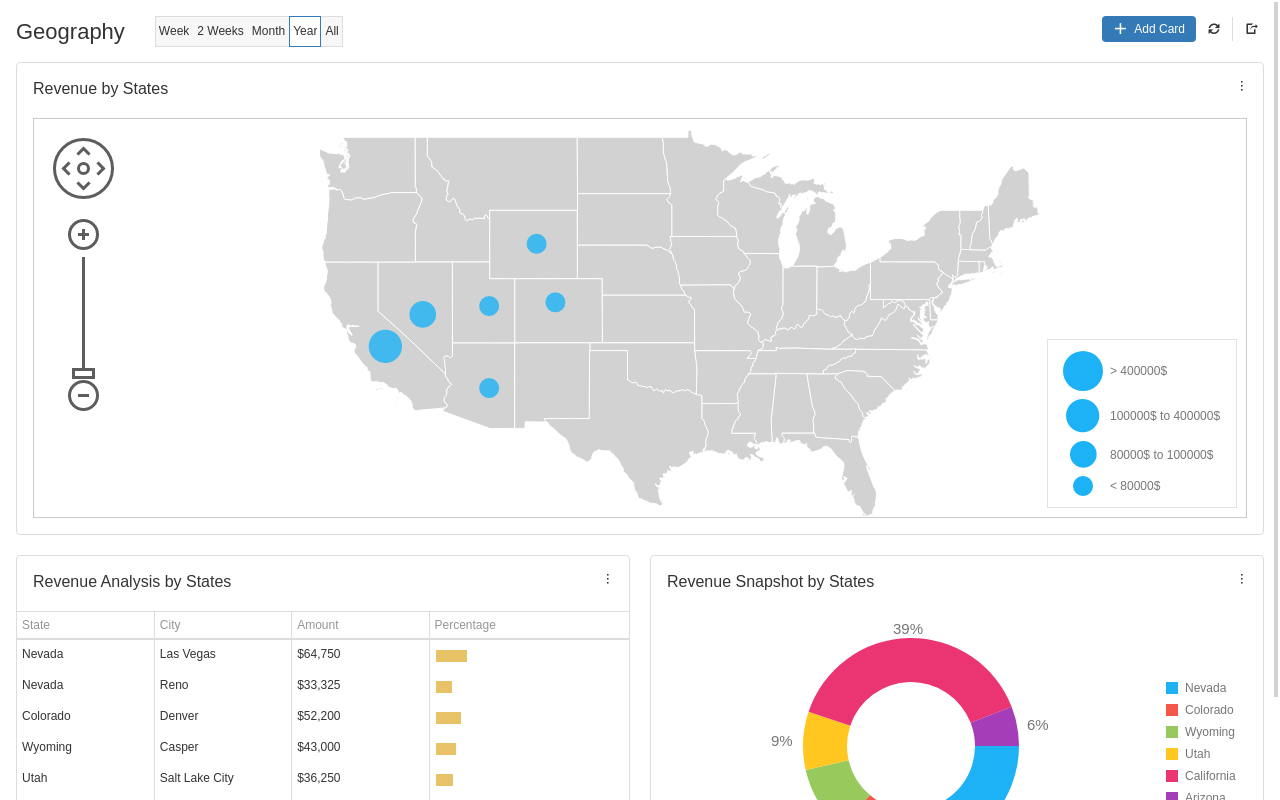 Geography
Week 2 Weeks Month Year All
Add Card
Revenue by States
> 400000$
100000$ to 400000$
80000$ to 100000$
< 80000$
Revenue Analysis by States
State City Amount Percentage
Nevada Las Vegas $64,750
Nevada Reno $33,325
Colorado Denver $52,200
Wyoming Casper $43,000
Utah Salt Lake City $36,250
Revenue Snapshot by States
39%
6%
9%
Nevada
Colorado
Wyoming
Utah
California
Arizona